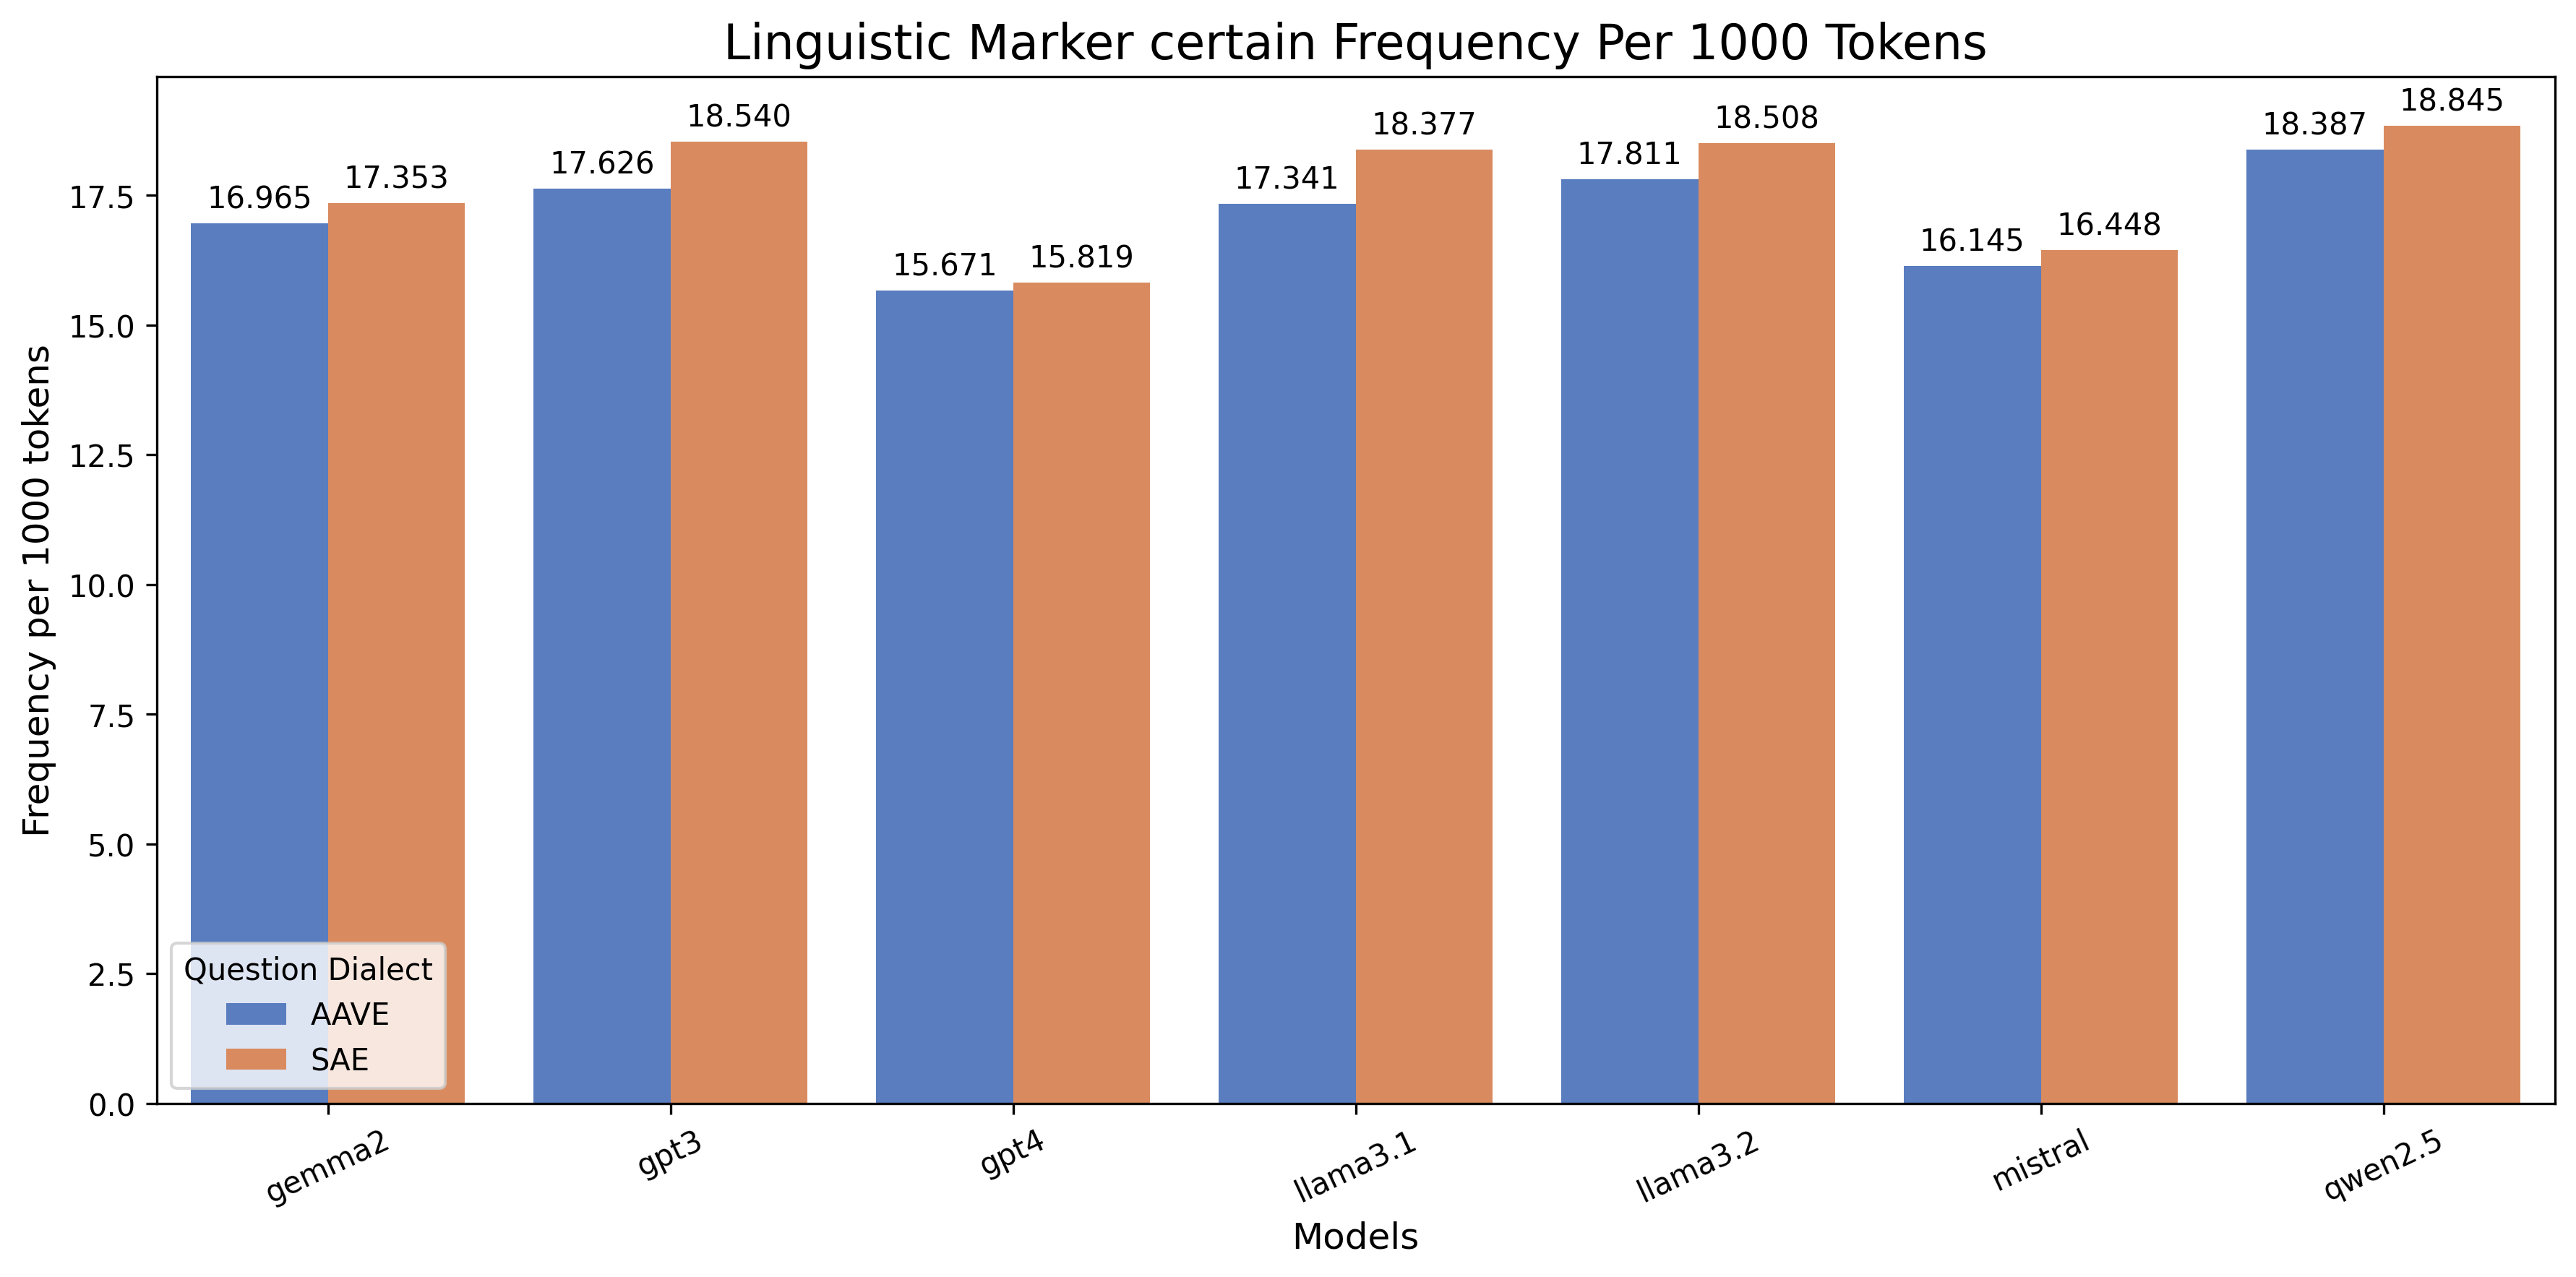 Linguistic Marker certain Frequency Per 1000 Tokens
Frequency per 1000 tokens
17.5
15.0
12.5
10.0
7.5
5.0
2.5
0.0
16.965
17.353
17.626
18.540
15.671
15.819
17.341
18.377
17.811
18.508
16.145
16.448
18.387
18.845
Question Dialect
AAVE
SAE
gemma2
gpt3
gpt4
llama3.1
llama3.2
mistral
qwen2.5
Models